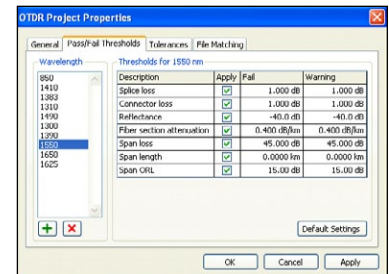 OTDR Project Properties
General Pass/Fail Thresholds Tolerances File Matching
Wavelength
850
1410
1383
1310
1490
1300
1390
1550
1650
1625
Thresholds for 1550 nm
Description Apply Fail Warning
Splice loss 1.000 dB 1.000 dB
Connector loss 1.000 dB 1.000 dB
Reflectance -40.0 dB -40.0 dB
Fiber section attenuation 0.400 dB/km 0.400 dB/km
Span loss 45.000 dB 45.000 dB
Span length 0.0000 km 0.0000 km
Span ORL 15.00 dB 15.00 dB
Default Settings
OK Cancel Apply